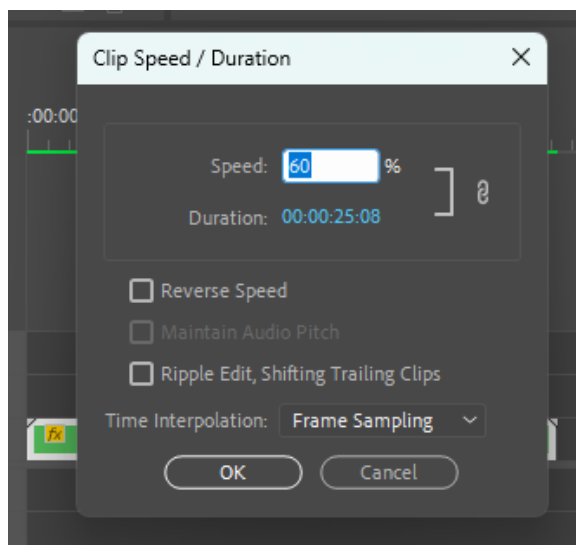 Clip Speed / Duration
:00:00
Speed: 60 %
Duration: 00:00:25:08
Reverse Speed
Maintain Audio Pitch
Ripple Edit, Shifting Trailing Clips
Time Interpolation: Frame Sampling
fx
OK Cancel